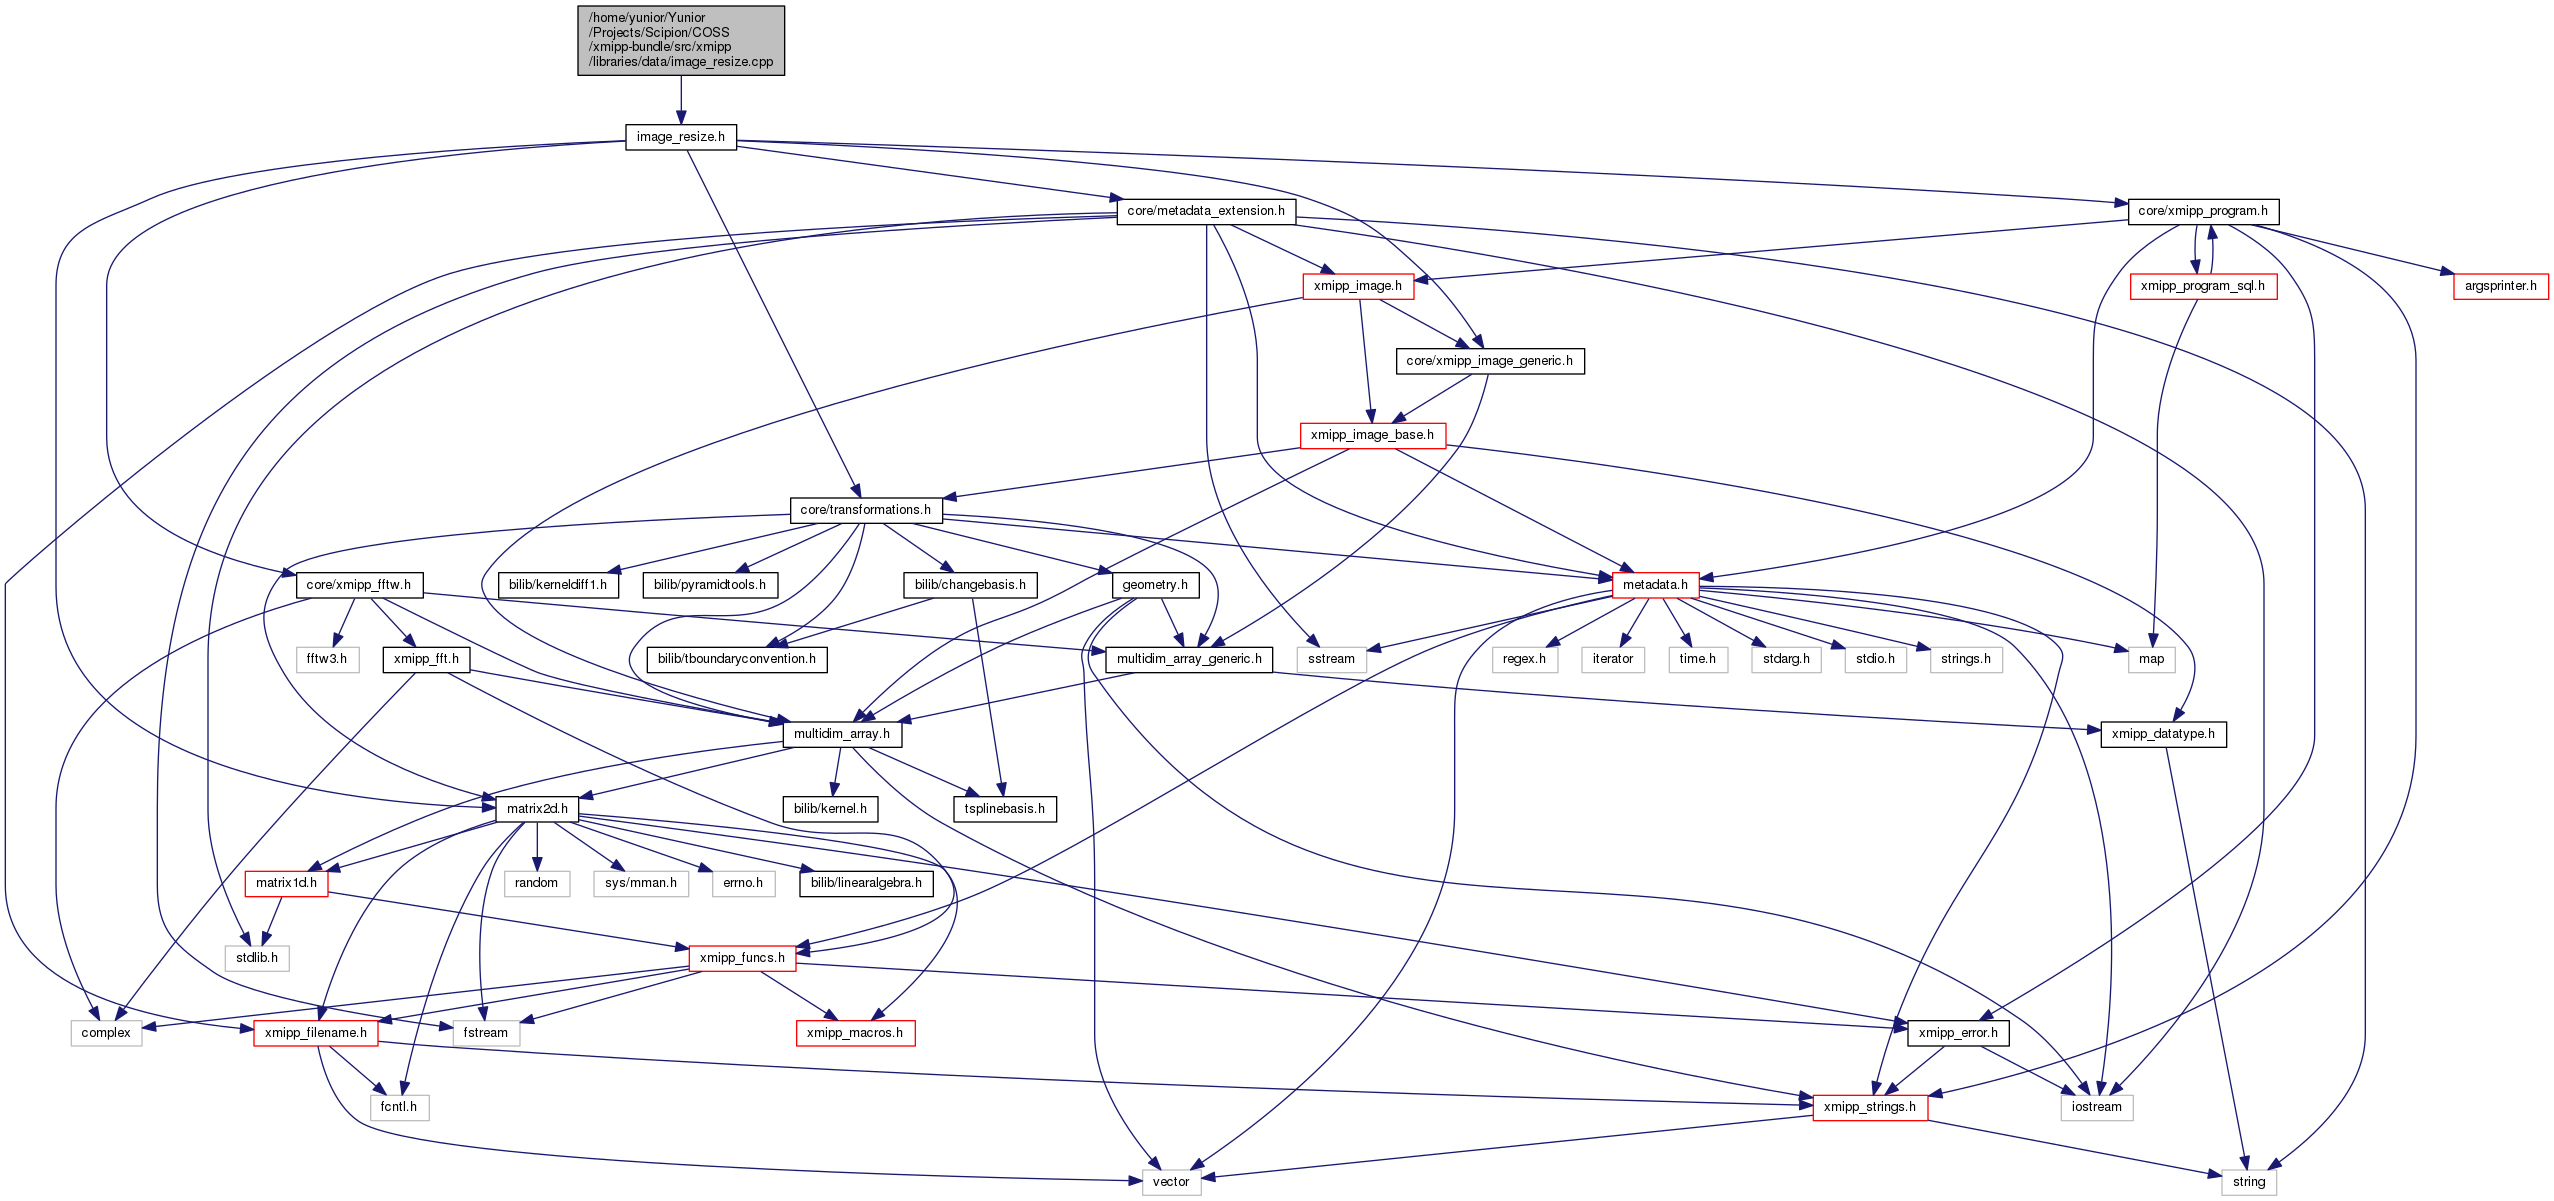 /home/yunior/Yunior
/Projects/Scipion/COSS
/xmipp-bundle/src/xmipp
/libraries/data/image_resize.cpp
image_resize.h
core/metadata_extension.h
core/xmipp_program.h
xmipp_image.h
xmipp_program_sql.h
argsprinter.h
core/xmipp_image_generic.h
xmipp_image_base.h
core/transformations.h
core/xmipp_fftw.h
bilib/kerneldiff1.h
bilib/pyramidtools.h
bilib/changebasis.h
geometry.h
metadata.h
fftw3.h
xmipp_fft.h
bilib/tboundaryconvention.h
multidim_array_generic.h
sstream
regex.h
iterator
time.h
stdarg.h
stdio.h
strings.h
map
multidim_array.h
xmipp_datatype.h
matrix2d.h
bilib/kernel.h
tsplinebasis.h
matrix1d.h
random
sys/mman.h
errno.h
bilib/linearalgebra.h
stdlib.h
xmipp_funcs.h
complex
xmipp_filename.h
fstream
xmipp_macros.h
xmipp_error.h
fcntl.h
xmipp_strings.h
iostream
vector
string